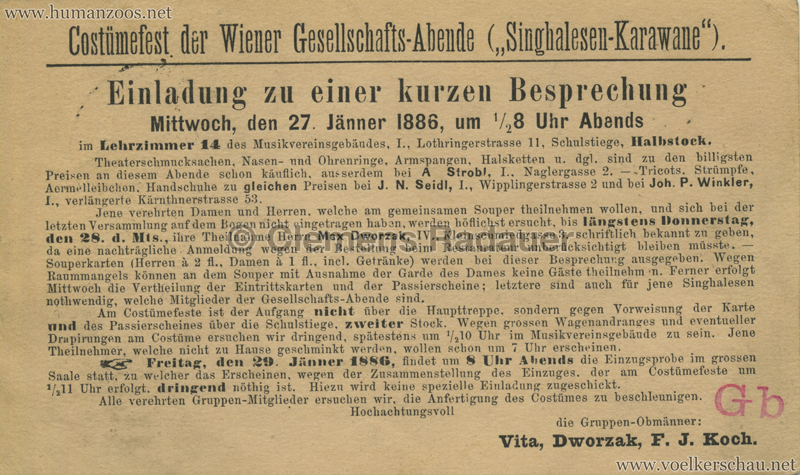 www.humanzoos.net
Costümefest der Wiener Gesellschafts-Abende („Singhalesen-Karawane“).
Einladung zu einer kurzen Besprechung
Mittwoch, den 27. Jänner 1886, um ½8 Uhr Abends
im Lehrzimmer 14 des Musikvereinsgebäudes, I., Lothringerstrasse 11, Schulstiege, Halbstock.
Theaterschmucksachen, Nasen- und Ohrenringe, Armspangen, Halsketten u. dgl. sind zu den billigsten
Preisen an diesem Abende schon käuflich, ausserdem bei A Strobl, I., Naglergasse 2. — Tricots, Strümpfe,
Aermelleibchen, Handschuhe zu gleichen Preisen bei J. N. Seidl, I., Wipplingerstrasse 2 und bei Joh. P. Winkler,
I., verlängerte Kärnthnerstrasse 53.
Jene verehrten Damen und Herren, welche am gemeinsamen Souper theilnehmen wollen, und sich bei der
letzten Versammlung auf dem Bogen nicht eingetragen haben, werden höflichst ersucht, bis längstens Donnerstag,
den 28. d. Mts., ihre Theilnahme Herrn Max Dworzak, IV., Kleinschmidgasse 3, schriftlich bekannt zu geben,
da eine nachträgliche Anmeldung wegen der Bestellung beim Restaurateur unberücksichtigt bleiben müsste. —
Souperkarten (Herren à 2 fl., Damen à 1 fl., incl. Getränke) werden bei dieser Besprechung ausgegeben. Wegen
Raummangels können an dem Souper mit Ausnahme der Garde des Dames keine Gäste theilnehmen. Ferner erfolgt
Mittwoch die Vertheilung der Eintrittskarten und der Passierscheine; letztere sind auch für jene Singhalesen
nothwendig, welche Mitglieder der Gesellschafts-Abende sind.
Am Costümefeste ist der Aufgang nicht über die Haupttreppe, sondern gegen Vorweisung der Karte
und des Passierscheines über die Schulstiege, zweiter Stock. Wegen grossen Wagenandranges und eventueller
Drapirungen am Costume ersuchen wir dringend, spätestens um ½10 Uhr im Musikvereinsgebäude zu sein. Jene
Theilnehmer, welche nicht zu Hause geschminkt werden, wollen schon um 7 Uhr erscheinen
☛ Freitag, den 29. Jänner 1886, findet um 8 Uhr Abends die Einzugsprobe im grossen
Saale statt, zu welcher das Erscheinen, wegen der Zusammenstellung des Einzuges, der am Costumefeste um
½11 Uhr erfolgt, dringend nöthig ist. Hiezu wird keine spezielle Einladung zugeschickt.
Alle verehrten Gruppen-Mitglieder ersuchen wir, die Anfertigung des Costümes zu beschleunigen.
Hochachtungsvoll
die Gruppen-Obmänner:
Vita, Dworzak, F. J. Koch.
Gb
© Clemens Radauer
www.voelkerschau.net